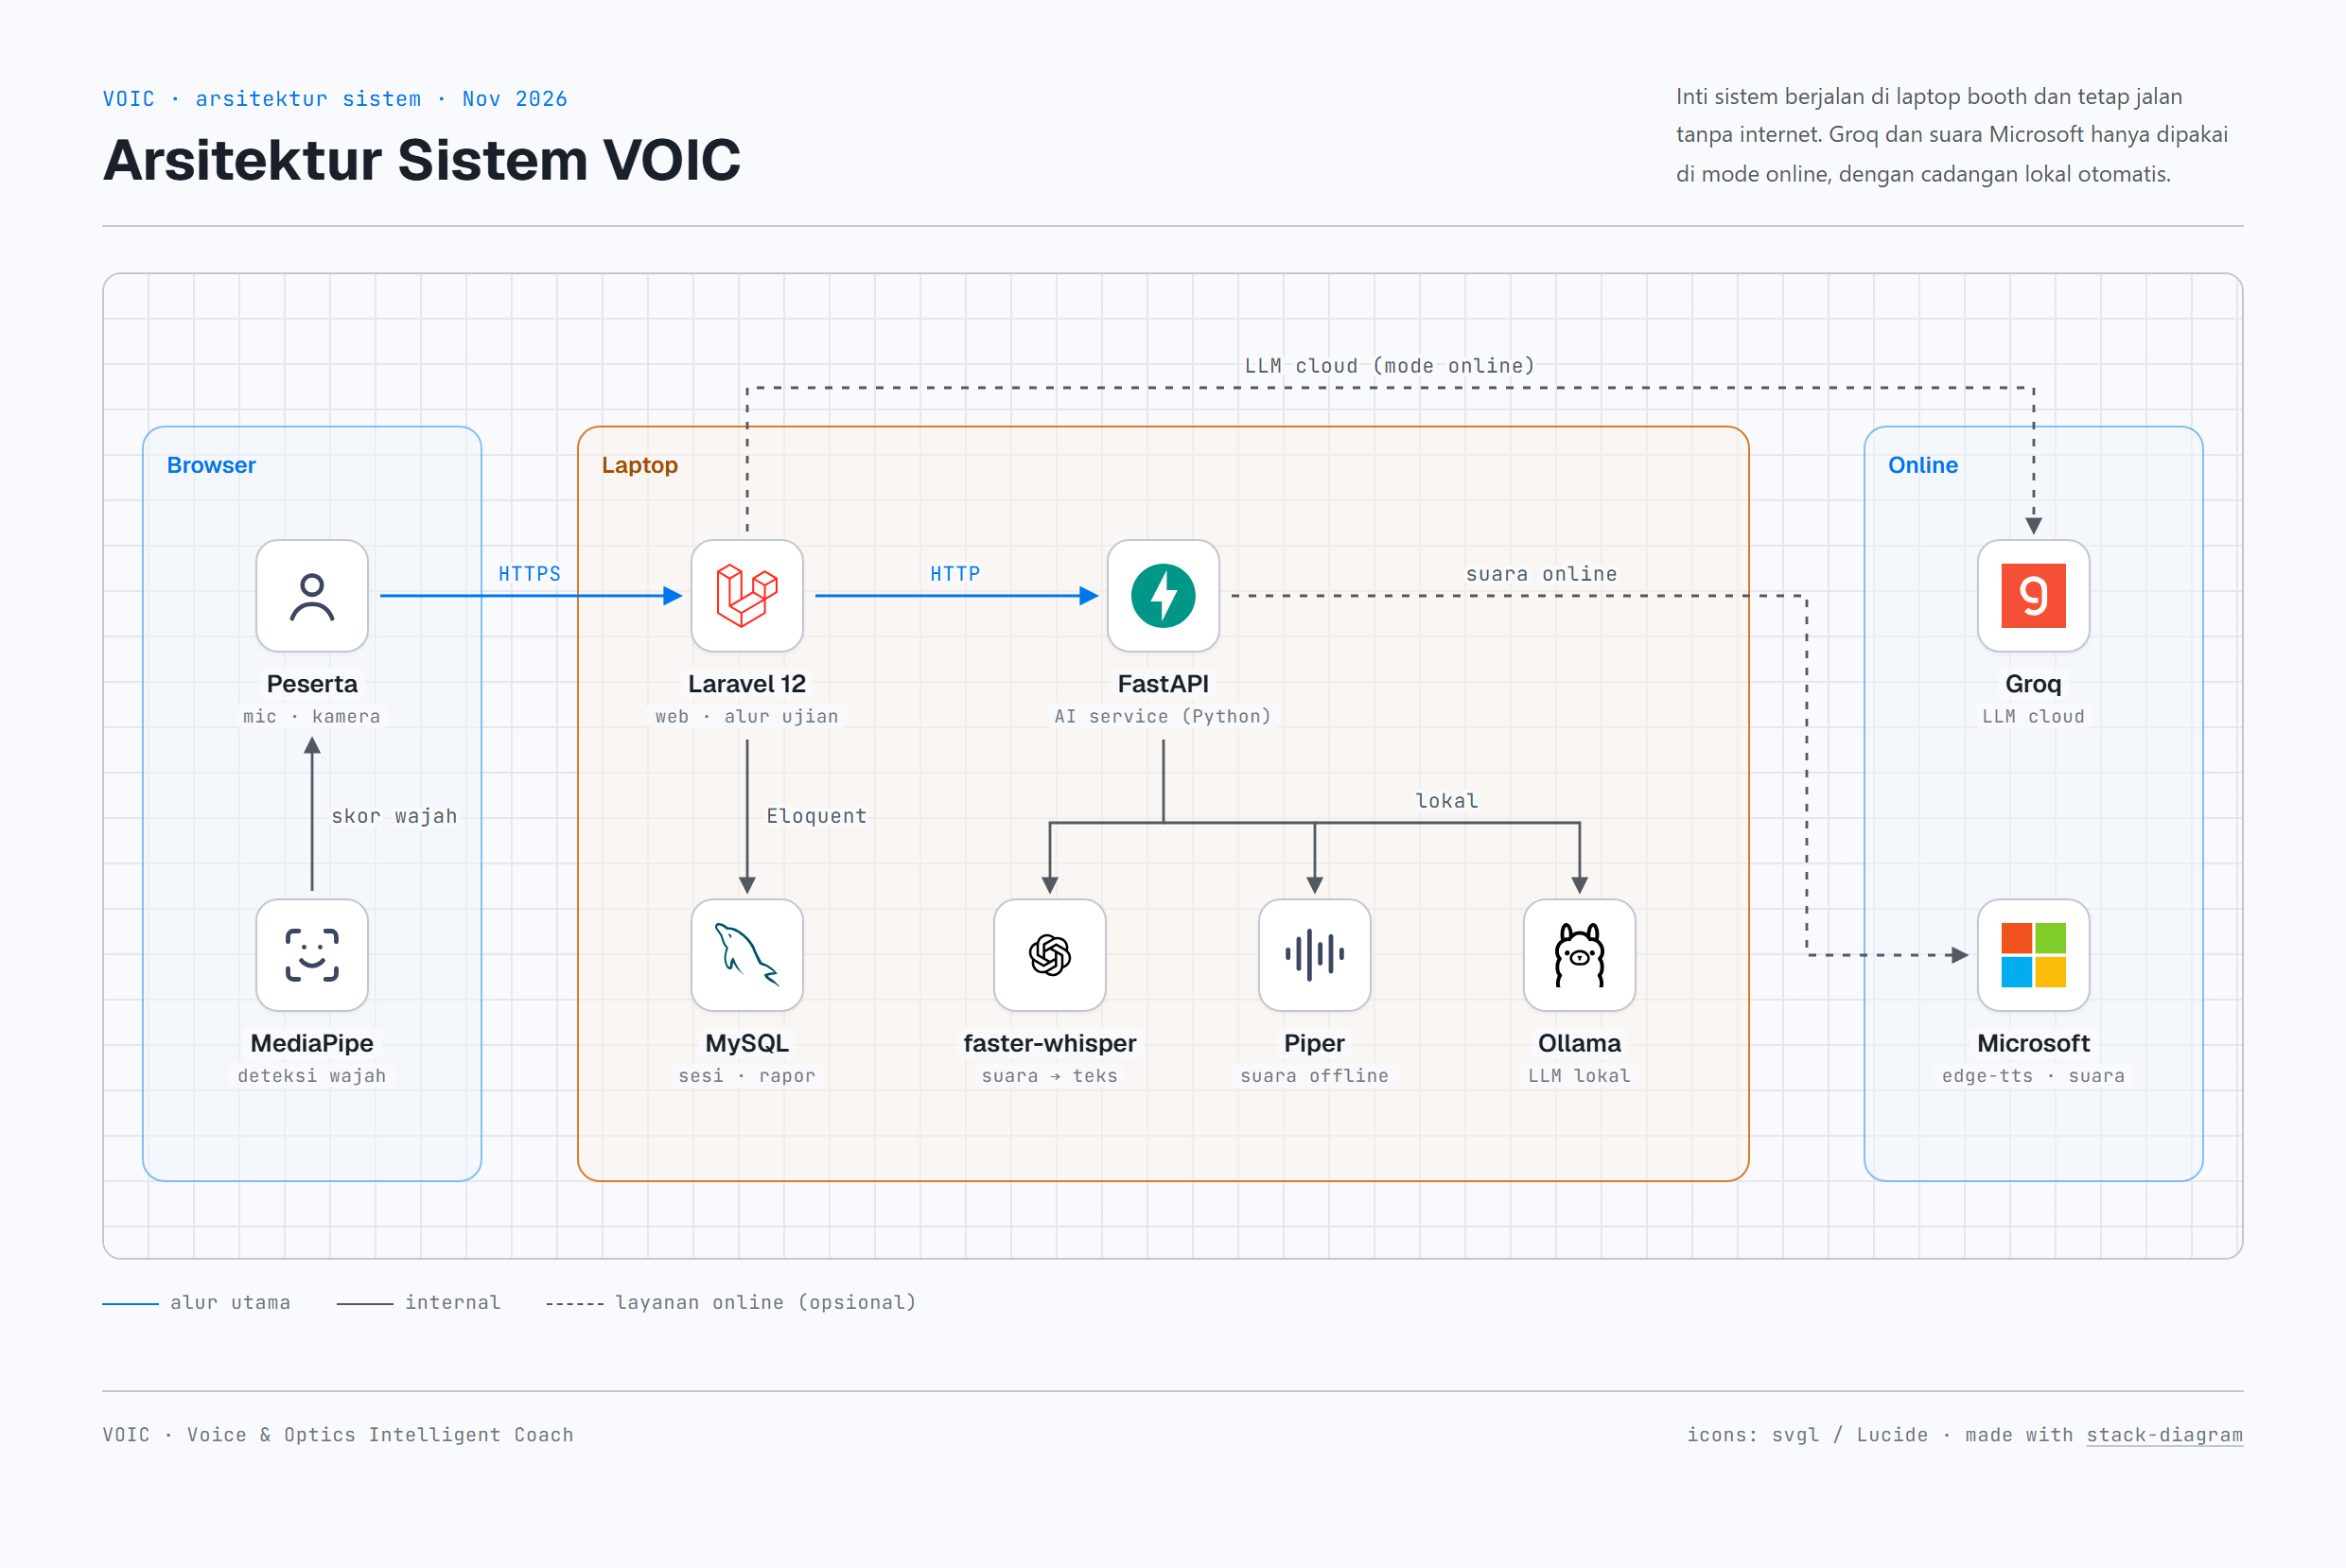 VOIC · arsitektur sistem · Nov 2026
Arsitektur Sistem VOIC
Inti sistem berjalan di laptop booth dan tetap jalan
tanpa internet. Groq dan suara Microsoft hanya dipakai
di mode online, dengan cadangan lokal otomatis.
LLM cloud (mode online)
Browser
Laptop
Online
HTTPS
HTTP
suara online
Peserta
mic · kamera
Laravel 12
web · alur ujian
FastAPI
AI service (Python)
Groq
LLM cloud
skor wajah
Eloquent
lokal
MediaPipe
deteksi wajah
MySQL
sesi · rapor
faster-whisper
suara → teks
Piper
suara offline
Ollama
LLM lokal
Microsoft
edge-tts · suara
alur utama
internal
layanan online (opsional)
VOIC · Voice & Optics Intelligent Coach
icons: svgl / Lucide · made with stack-diagram